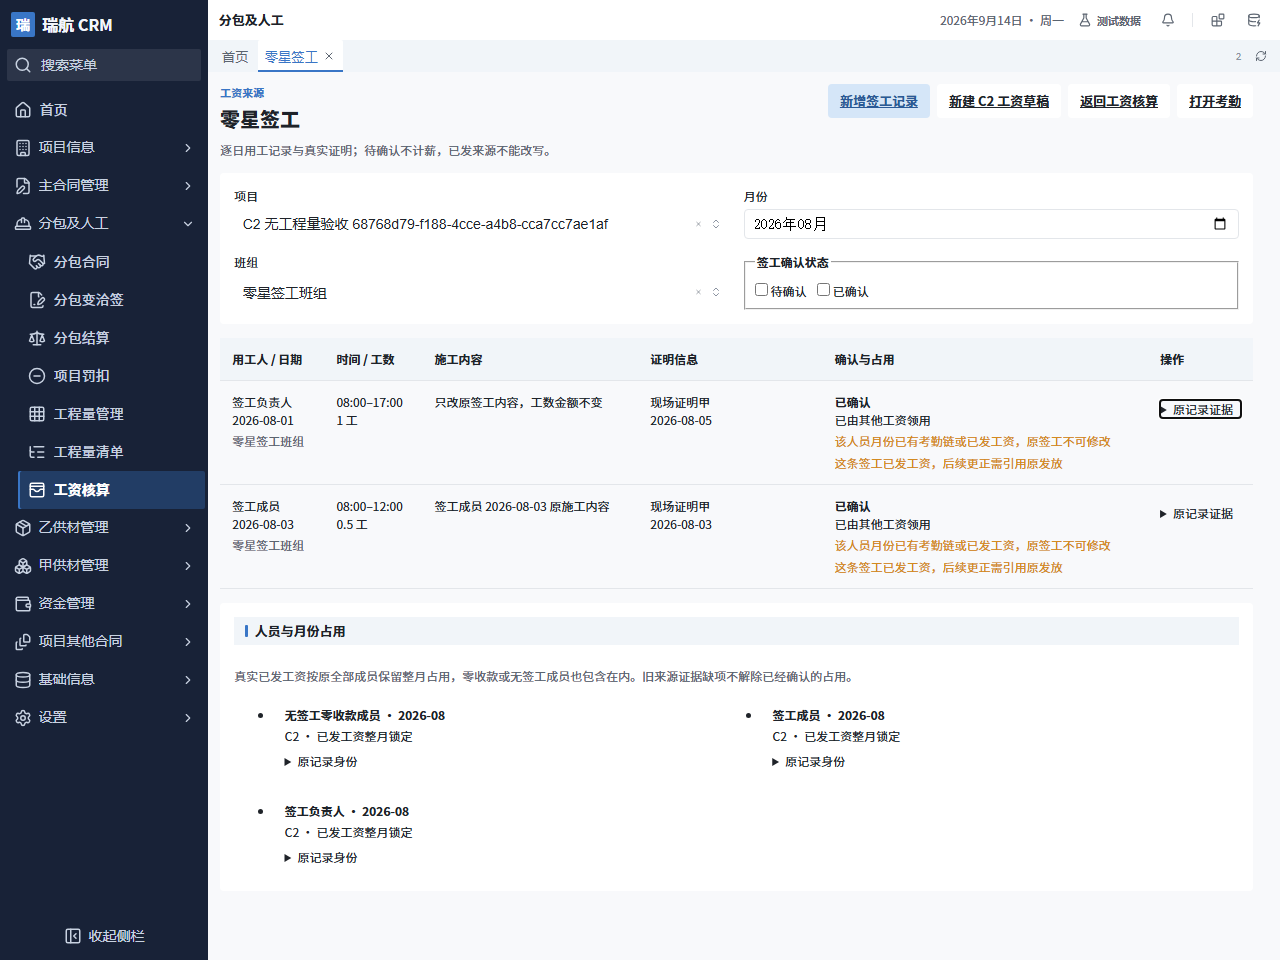 瑞 瑞航 CRM
搜索菜单
首页
项目信息
主合同管理
分包及人工
分包合同
分包变洽签
分包结算
项目罚扣
工程量管理
工程量清单
工资核算
乙供材管理
甲供材管理
资金管理
项目其他合同
基础信息
设置
收起侧栏
分包及人工
2026年9月14日 · 周一 测试数据
首页 零星签工 ×
2
工资来源
零星签工
逐日用工记录与真实证明；待确认不计薪，已发来源不能改写。
新增签工记录 新建 C2 工资草稿 返回工资核算 打开考勤
项目
C2 无工程量验收 68768d79-f188-4cce-a4b8-cca7cc7ae1af ×
月份
2026年08月
班组
零星签工班组 ×
签工确认状态
待确认 已确认
用工人 / 日期 时间 / 工数 施工内容 证明信息 确认与占用 操作
签工负责人
2026-08-01
零星签工班组
08:00–17:00
1 工
只改原签工内容，工数金额不变
现场证明甲
2026-08-05
已确认
已由其他工资领用
该人员月份已有考勤链或已发工资，原签工不可修改
这条签工已发工资，后续更正需引用原发放
原记录证据
签工成员
2026-08-03
零星签工班组
08:00–12:00
0.5 工
签工成员 2026-08-03 原施工内容
现场证明甲
2026-08-03
已确认
已由其他工资领用
该人员月份已有考勤链或已发工资，原签工不可修改
这条签工已发工资，后续更正需引用原发放
原记录证据
人员与月份占用
真实已发工资按原全部成员保留整月占用，零收款或无签工成员也包含在内。旧来源证据缺项不解除已经确认的占用。
无签工零收款成员 · 2026-08
C2 · 已发工资整月锁定
原记录身份
签工成员 · 2026-08
C2 · 已发工资整月锁定
原记录身份
签工负责人 · 2026-08
C2 · 已发工资整月锁定
原记录身份